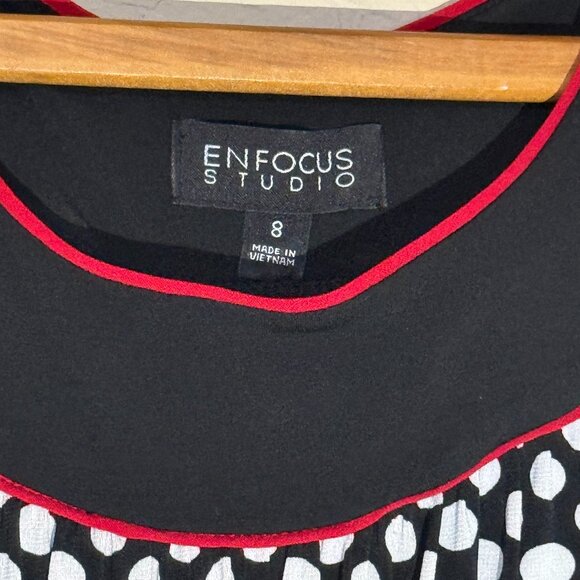 ENFOCUS
STUDIO
8
MADE IN
VIETNAM